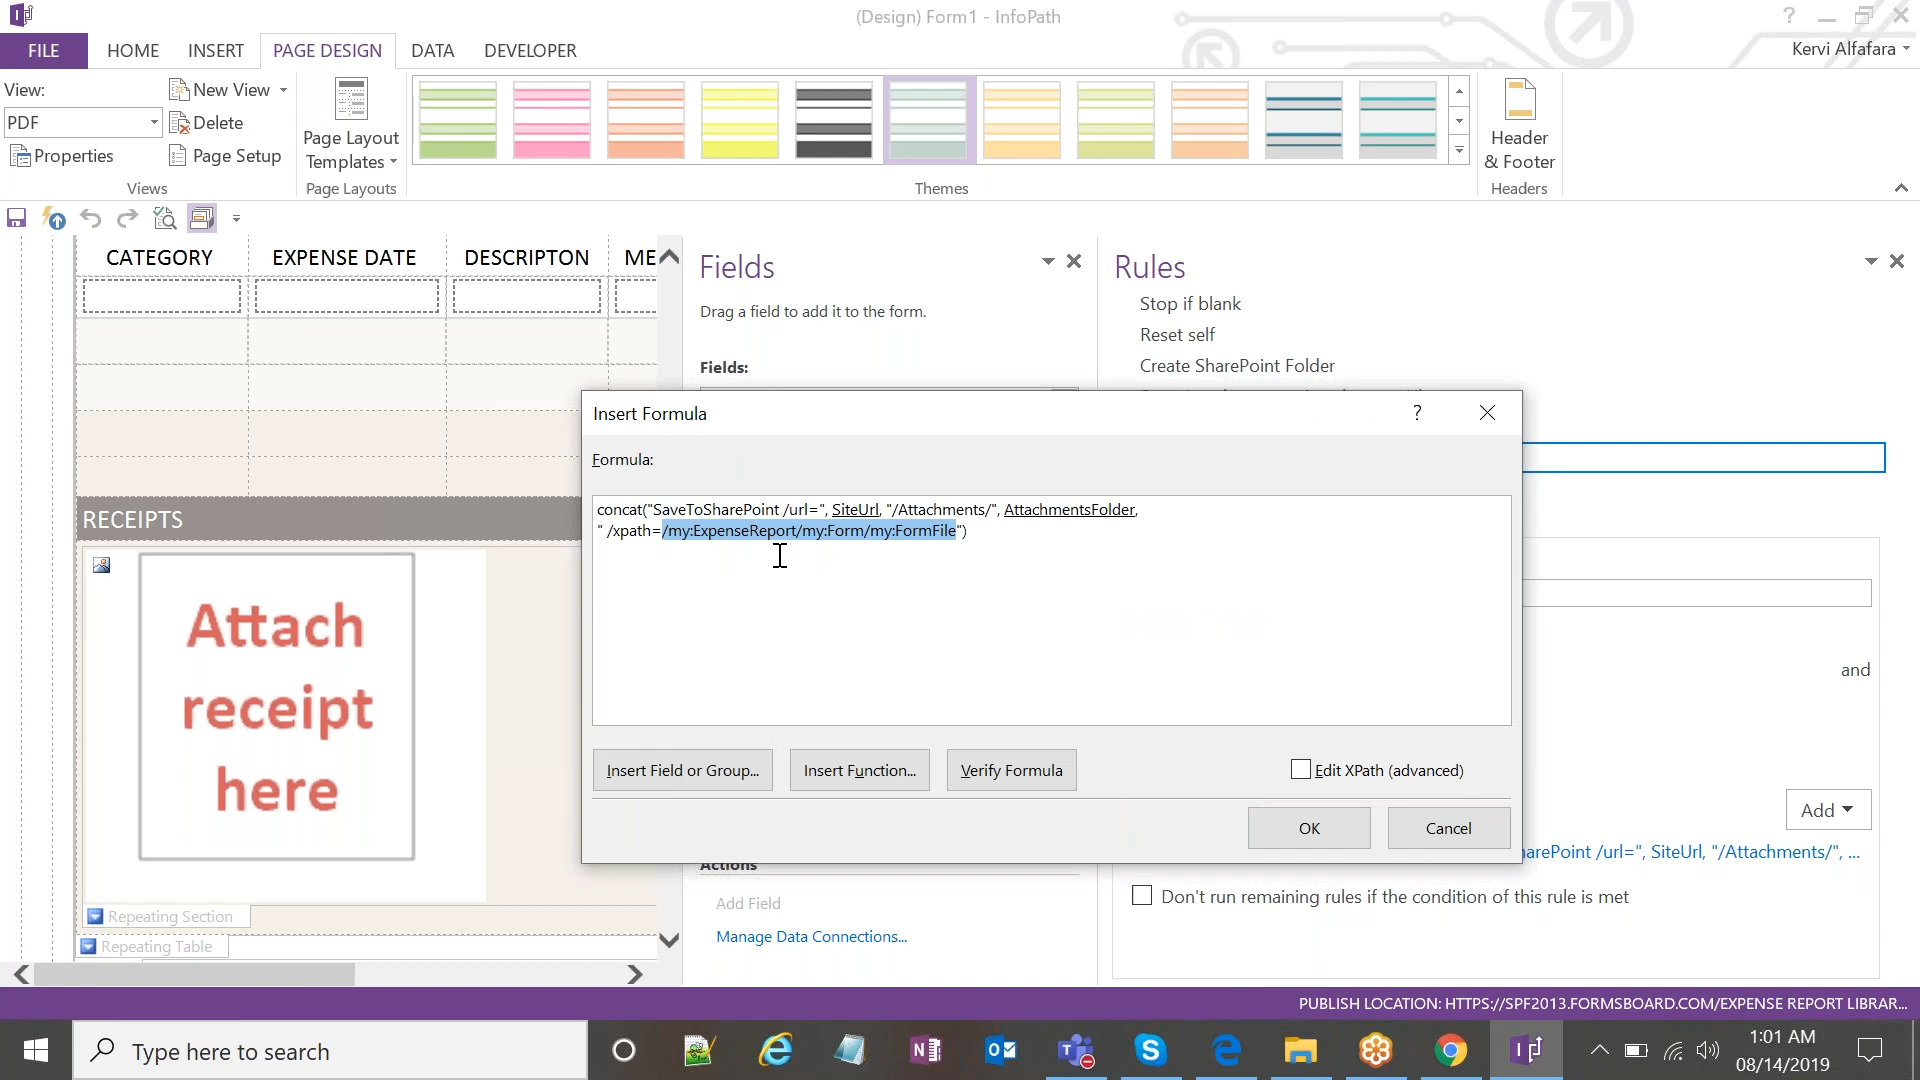 (Design) Form1 - InfoPath
?
FILE
HOME
INSERT
PAGE DESIGN
DATA
DEVELOPER
Kervi Alfafara
View:
PDF
Properties
New View
Delete
Page Setup
Views
Page Layout
Templates
Page Layouts
Themes
Header
& Footer
Headers
CATEGORY
EXPENSE DATE
DESCRIPTON
ME
RECEIPTS
Attach
receipt
here
Repeating Section
Repeating Table
Fields
Drag a field to add it to the form.
Fields:
Actions
Add Field
Manage Data Connections...
Rules
Stop if blank
Reset self
Create SharePoint Folder
Insert Formula
?
Formula:
concat("SaveToSharePoint /url=", SiteUrl, "/Attachments/", AttachmentsFolder,
" /xpath=/my:ExpenseReport/my:Form/my:FormFile")
Insert Field or Group...
Insert Function...
Verify Formula
Edit XPath (advanced)
OK
Cancel
and
Add
harePoint /url=", SiteUrl, "/Attachments/", ...
Don't run remaining rules if the condition of this rule is met
PUBLISH LOCATION: HTTPS://SPF2013.FORMSBOARD.COM/EXPENSE REPORT LIBRAR...
Type here to search
1:01 AM
08/14/2019